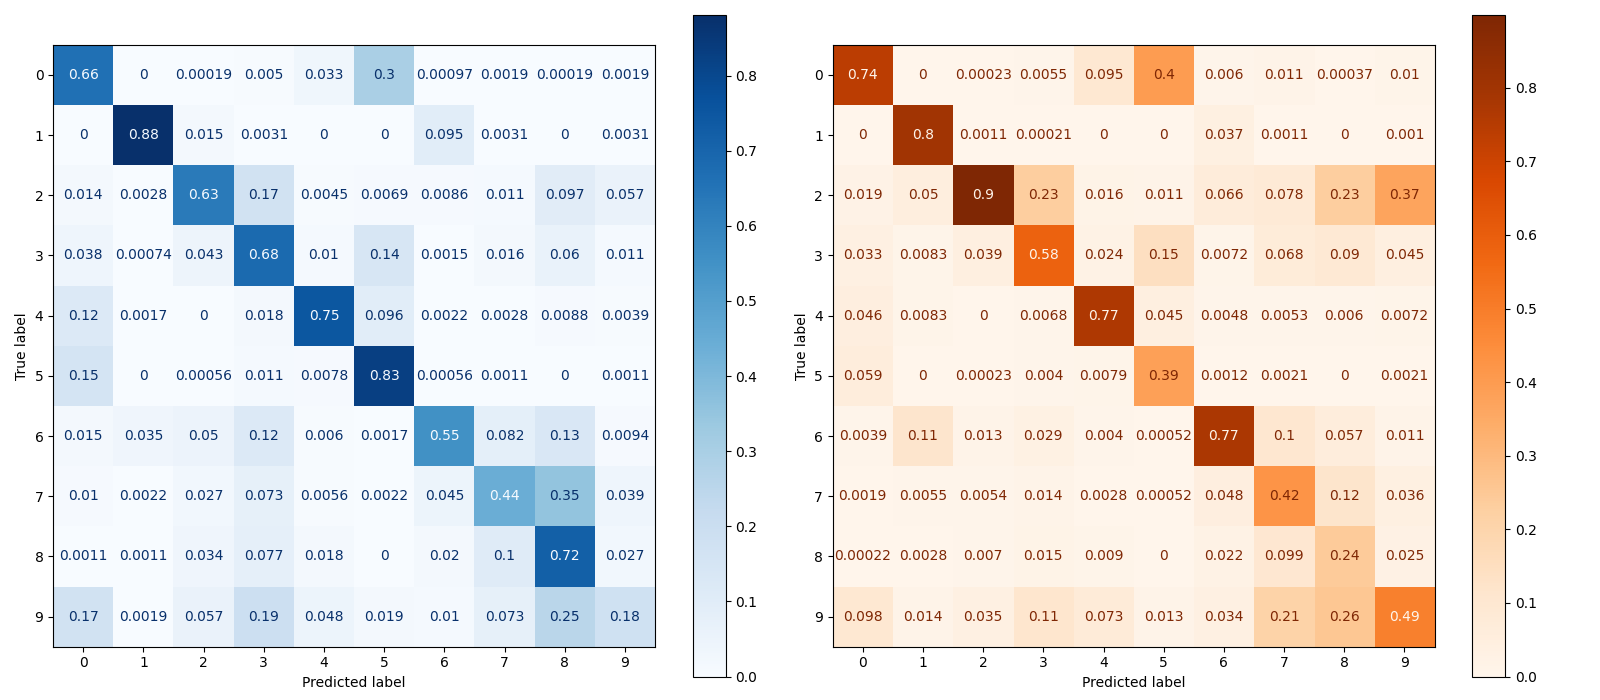 0 0.66 0 0.00019 0.005 0.033 0.3 0.00097 0.0019 0.00019 0.0019
1 0 0.88 0.015 0.0031 0 0 0.095 0.0031 0 0.0031
2 0.014 0.0028 0.63 0.17 0.0045 0.0069 0.0086 0.011 0.097 0.057
3 0.038 0.00074 0.043 0.68 0.01 0.14 0.0015 0.016 0.06 0.011
4 0.12 0.0017 0 0.018 0.75 0.096 0.0022 0.0028 0.0088 0.0039
5 0.15 0 0.00056 0.011 0.0078 0.83 0.00056 0.0011 0 0.0011
6 0.015 0.035 0.05 0.12 0.006 0.0017 0.55 0.082 0.13 0.0094
7 0.01 0.0022 0.027 0.073 0.0056 0.0022 0.045 0.44 0.35 0.039
8 0.0011 0.0011 0.034 0.077 0.018 0 0.02 0.1 0.72 0.027
9 0.17 0.0019 0.057 0.19 0.048 0.019 0.01 0.073 0.25 0.18
0 1 2 3 4 5 6 7 8 9
Predicted label
True label
0.8
0.7
0.6
0.5
0.4
0.3
0.2
0.1
0.0
0 0.74 0 0.00023 0.0055 0.095 0.4 0.006 0.011 0.00037 0.01
1 0 0.8 0.0011 0.00021 0 0 0.037 0.0011 0 0.001
2 0.019 0.05 0.9 0.23 0.016 0.011 0.066 0.078 0.23 0.37
3 0.033 0.0083 0.039 0.58 0.024 0.15 0.0072 0.068 0.09 0.045
4 0.046 0.0083 0 0.0068 0.77 0.045 0.0048 0.0053 0.006 0.0072
5 0.059 0 0.00023 0.004 0.0079 0.39 0.0012 0.0021 0 0.0021
6 0.0039 0.11 0.013 0.029 0.004 0.00052 0.77 0.1 0.057 0.011
7 0.0019 0.0055 0.0054 0.014 0.0028 0.00052 0.048 0.42 0.12 0.036
8 0.00022 0.0028 0.007 0.015 0.009 0 0.022 0.099 0.24 0.025
9 0.098 0.014 0.035 0.11 0.073 0.013 0.034 0.21 0.26 0.49
0 1 2 3 4 5 6 7 8 9
Predicted label
True label
0.8
0.7
0.6
0.5
0.4
0.3
0.2
0.1
0.0